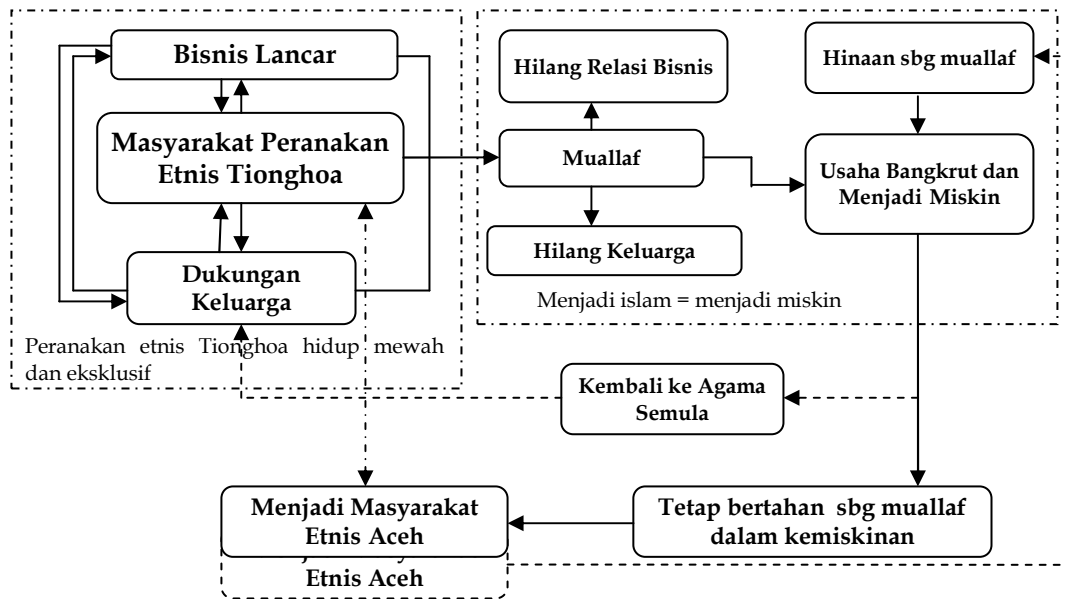 Bisnis Lancar
Masyarakat Peranakan
Etnis Tionghoa
Dukungan
Keluarga
Peranakan etnis Tionghoa hidup mewah
dan eksklusif
Hilang Relasi Bisnis
Muallaf
Hilang Keluarga
Menjadi islam = menjadi miskin
Hinaan sbg muallaf
Usaha Bangkrut dan
Menjadi Miskin
Kembali ke Agama
Semula
Tetap bertahan sbg muallaf
dalam kemiskinan
Menjadi Masyarakat
Etnis Aceh
Etnis Aceh